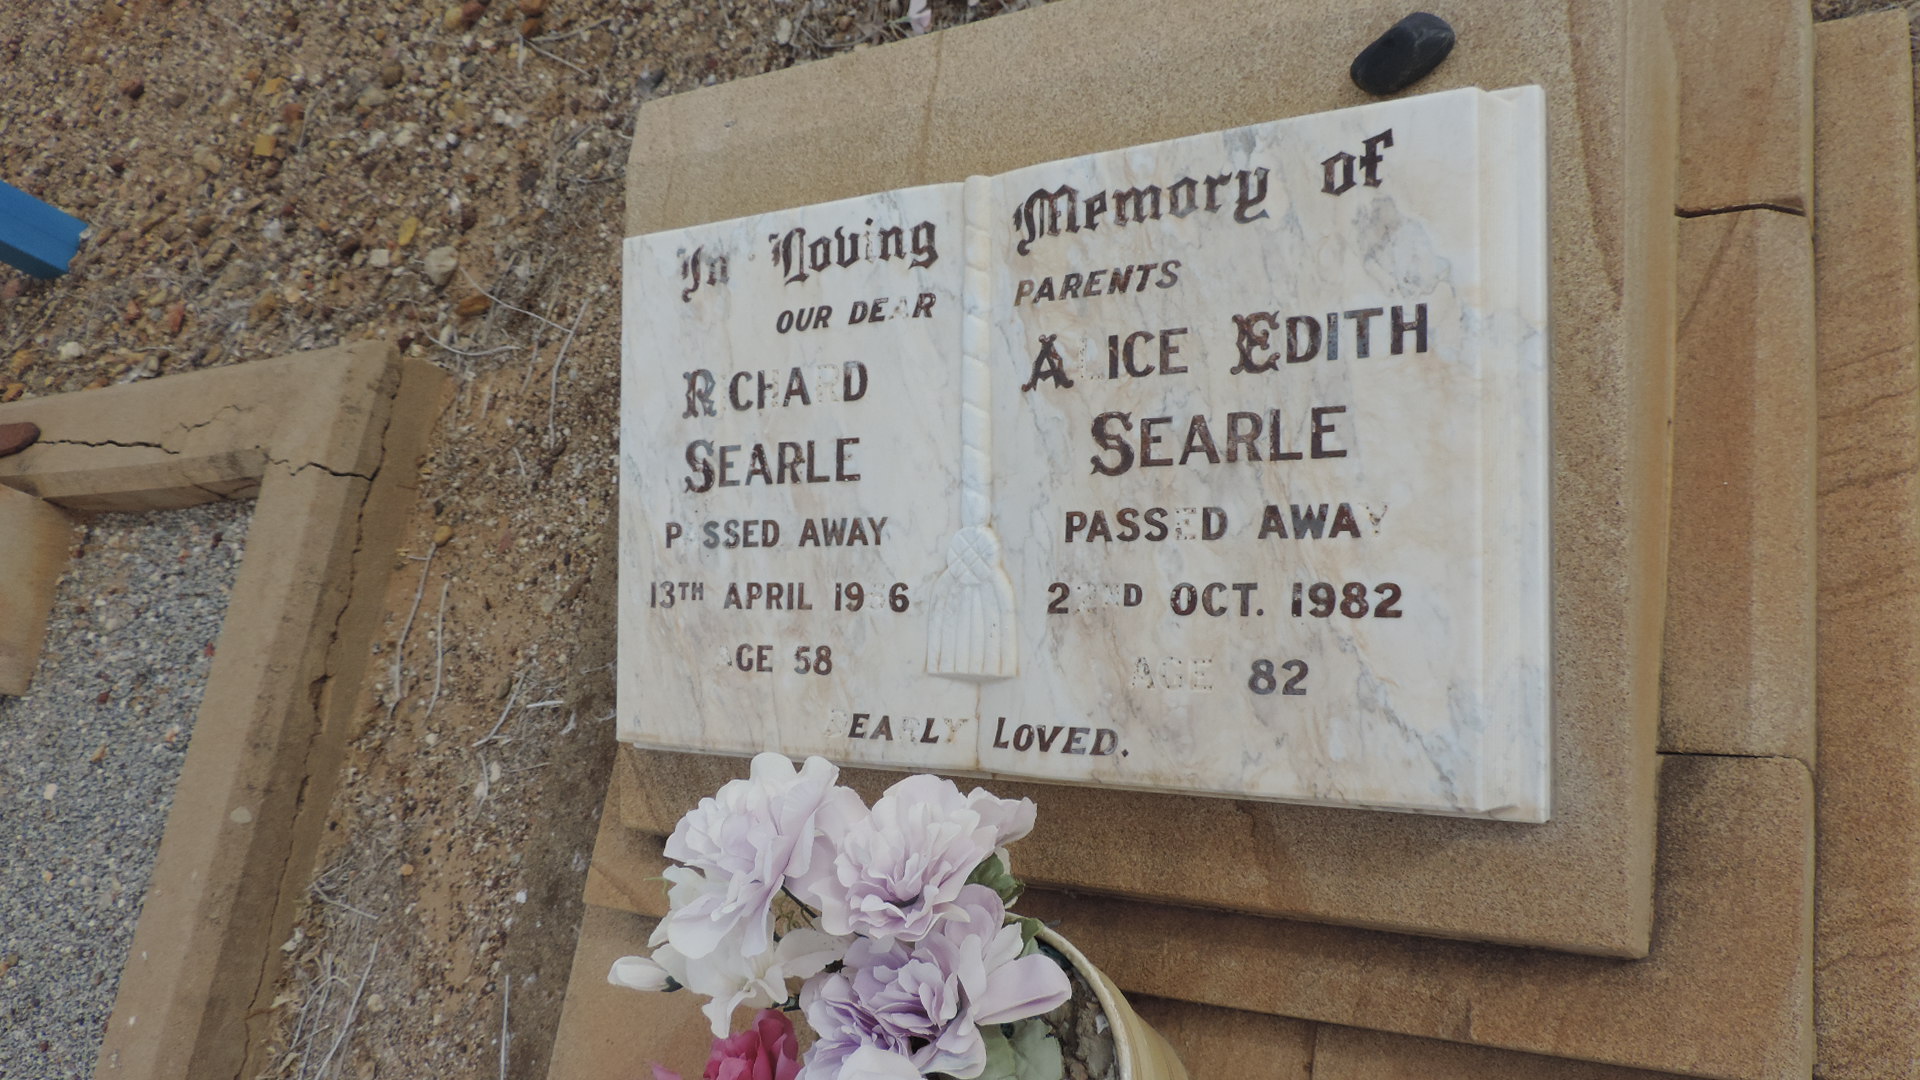 In Loving Memory of
OUR DEAR PARENTS
RICHARD
SEARLE
PASSED AWAY
13TH APRIL
AGE 58
ALICE EDITH
SEARLE
PASSED AWAY
22ND OCT. 1982
AGE 82
DEARLY LOVED.